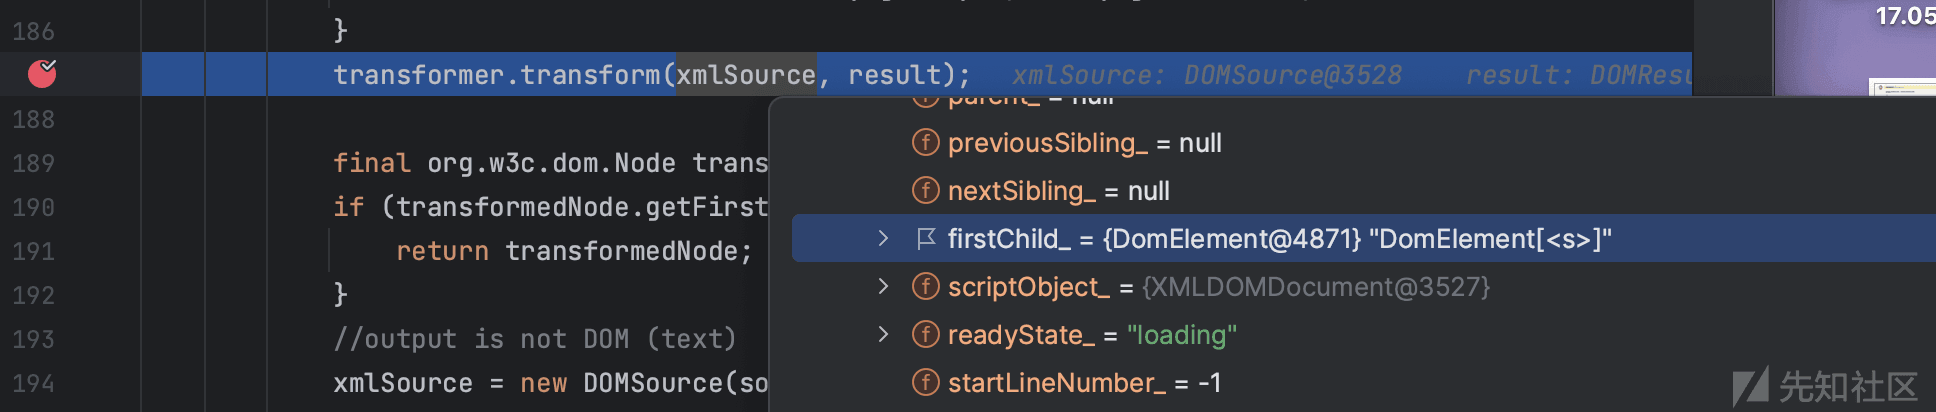 17.05
186 }
transformer.transform(xmlSource, result); xmlSource: DOMSource@3528 result: DOMResu
parent_ = null
188
previousSibling_ = null
189 final org.w3c.dom.Node trans
nextSibling_ = null
190 if (transformedNode.getFirst
firstChild_ = {DomElement@4871} "DomElement[<s>]"
191 return transformedNode;
scriptObject_ = {XMLDOMDocument@3527}
192 }
readyState_ = "loading"
193 //output is not DOM (text)
startLineNumber_ = -1
194 xmlSource = new DOMSource(so
先知社区